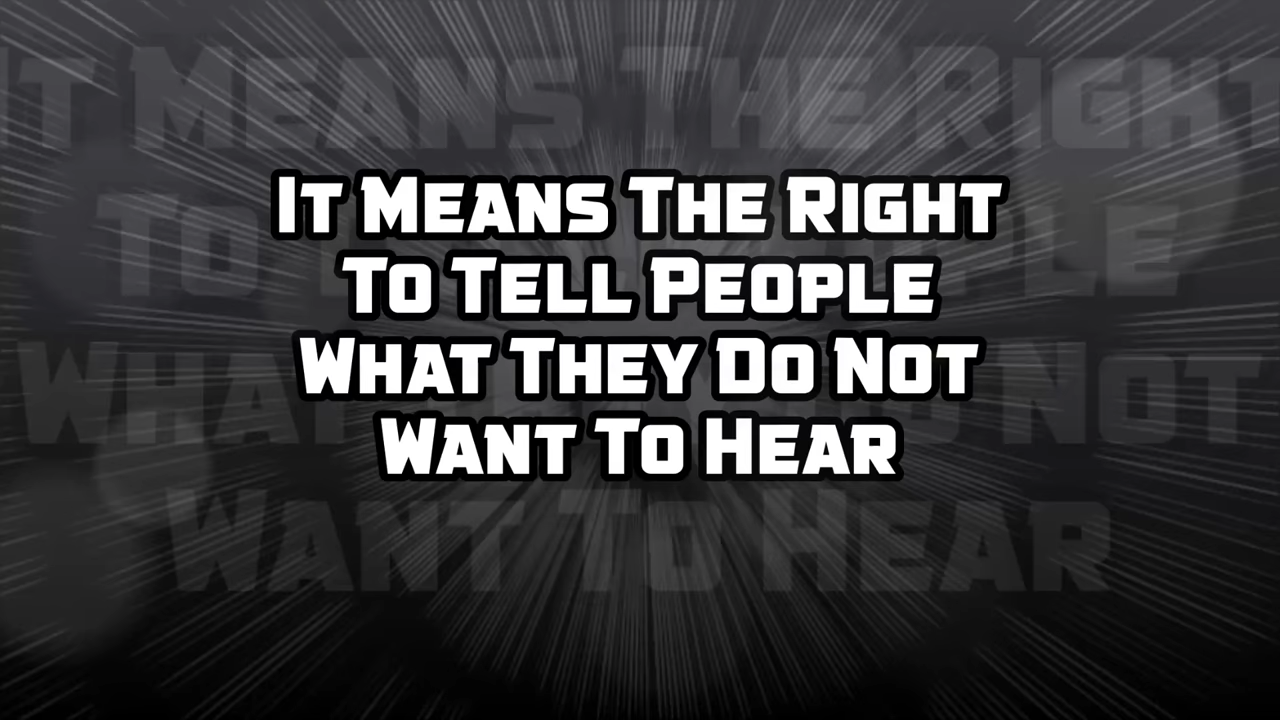 It Means The Right
To Tell People
What They Do Not
Want To Hear